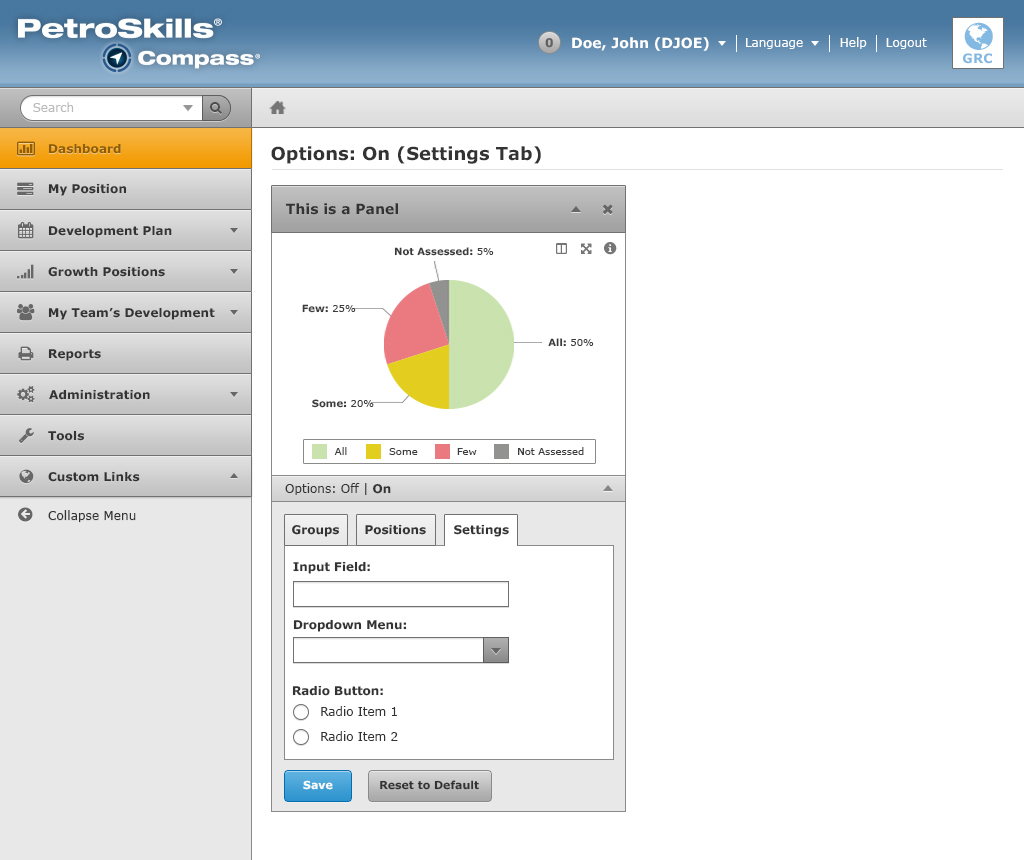 PetroSkills®
Compass®
0 Doe, John (DJOE) Language Help Logout
GRC
Search
Dashboard
My Position
Development Plan
Growth Positions
My Team's Development
Reports
Administration
Tools
Custom Links
Collapse Menu
Options: On (Settings Tab)
This is a Panel
Not Assessed: 5%
Few: 25%
All: 50%
Some: 20%
All Some Few Not Assessed
Options: Off | On
Groups Positions Settings
Input Field:
Dropdown Menu:
Radio Button:
Radio Item 1
Radio Item 2
Save Reset to Default